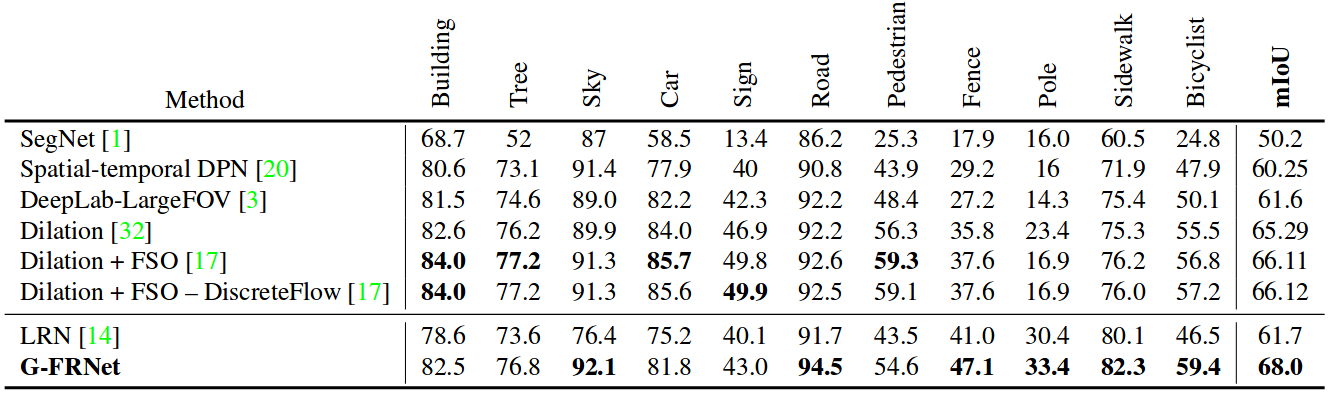 Method Building Tree Sky Car Sign Road Pedestrian Fence Pole Sidewalk Bicyclist mIoU
SegNet [1] 68.7 52 87 58.5 13.4 86.2 25.3 17.9 16.0 60.5 24.8 50.2
Spatial-temporal DPN [20] 80.6 73.1 91.4 77.9 40 90.8 43.9 29.2 16 71.9 47.9 60.25
DeepLab-LargeFOV [3] 81.5 74.6 89.0 82.2 42.3 92.2 48.4 27.2 14.3 75.4 50.1 61.6
Dilation [32] 82.6 76.2 89.9 84.0 46.9 92.2 56.3 35.8 23.4 75.3 55.5 65.29
Dilation + FSO [17] 84.0 77.2 91.3 85.7 49.8 92.6 59.3 37.6 16.9 76.2 56.8 66.11
Dilation + FSO – DiscreteFlow [17] 84.0 77.2 91.3 85.6 49.9 92.5 59.1 37.6 16.9 76.0 57.2 66.12
LRN [14] 78.6 73.6 76.4 75.2 40.1 91.7 43.5 41.0 30.4 80.1 46.5 61.7
G-FRNet 82.5 76.8 92.1 81.8 43.0 94.5 54.6 47.1 33.4 82.3 59.4 68.0